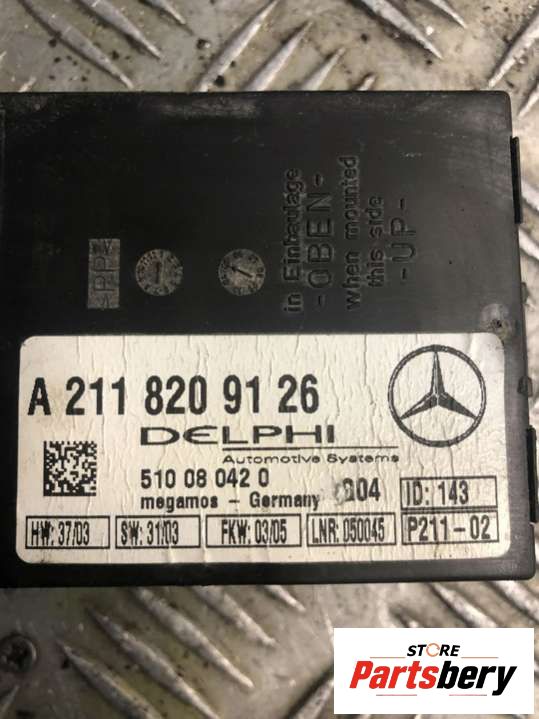 in Einbaulage
-OBEN-
when mounted
this side
-UP-
>PP<
A 211 820 91 26
DELPHI
Automotive Systems
510 08 042 0
megamos - Germany
004
ID: 143
HW: 37/03
SW: 31/03
FKW: 03/05
LNR: 050045
P211-02
STORE
Partsbery